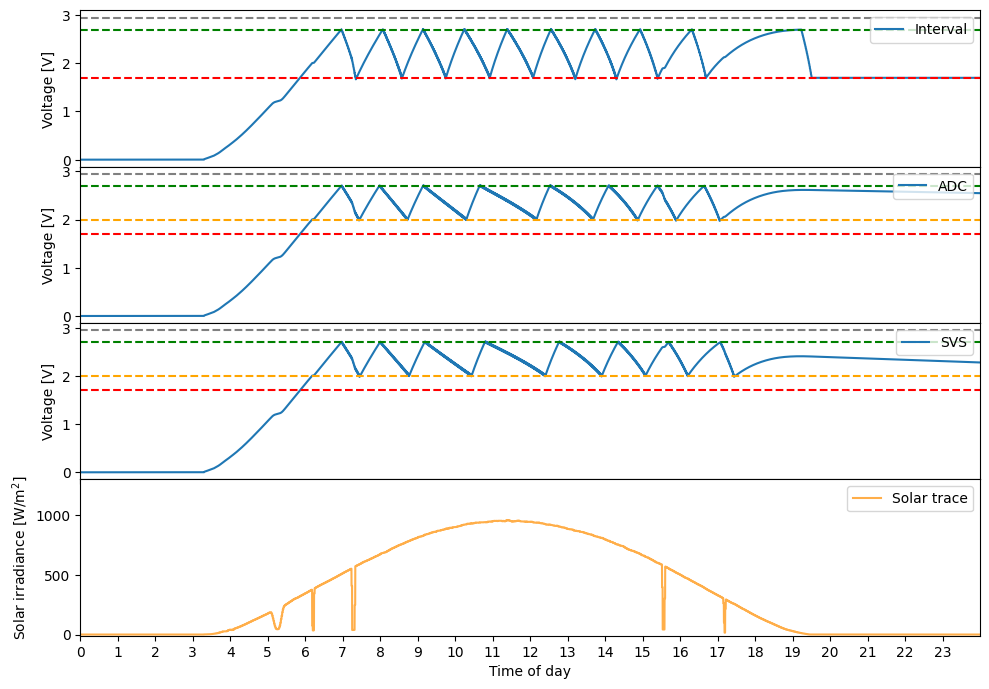 3
2
1
0
Voltage [V]
Interval
3
2
1
0
Voltage [V]
ADC
3
2
1
0
Voltage [V]
SVS
1000
500
0
Solar irradiance [W/m²]
Solar trace
0 1 2 3 4 5 6 7 8 9 10 11 12 13 14 15 16 17 18 19 20 21 22 23
Time of day